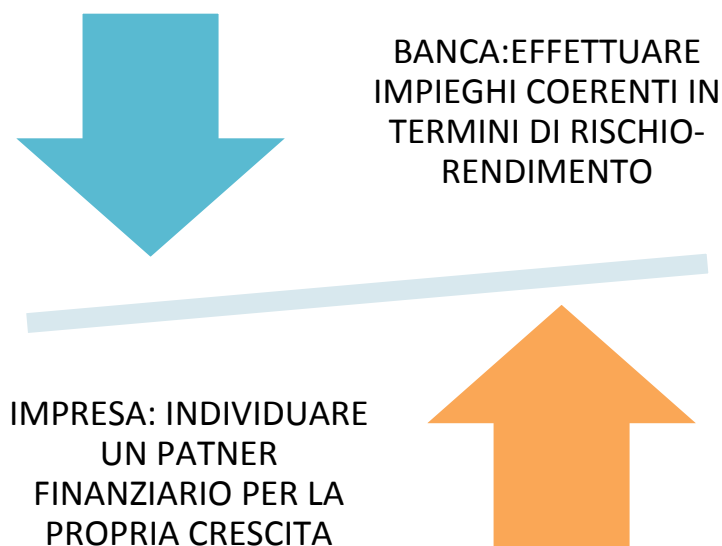 BANCA:EFFETTUARE
IMPIEGHI COERENTI IN
TERMINI DI RISCHIO-
RENDIMENTO
IMPRESA: INDIVIDUARE
UN PATNER
FINANZIARIO PER LA
PROPRIA CRESCITA